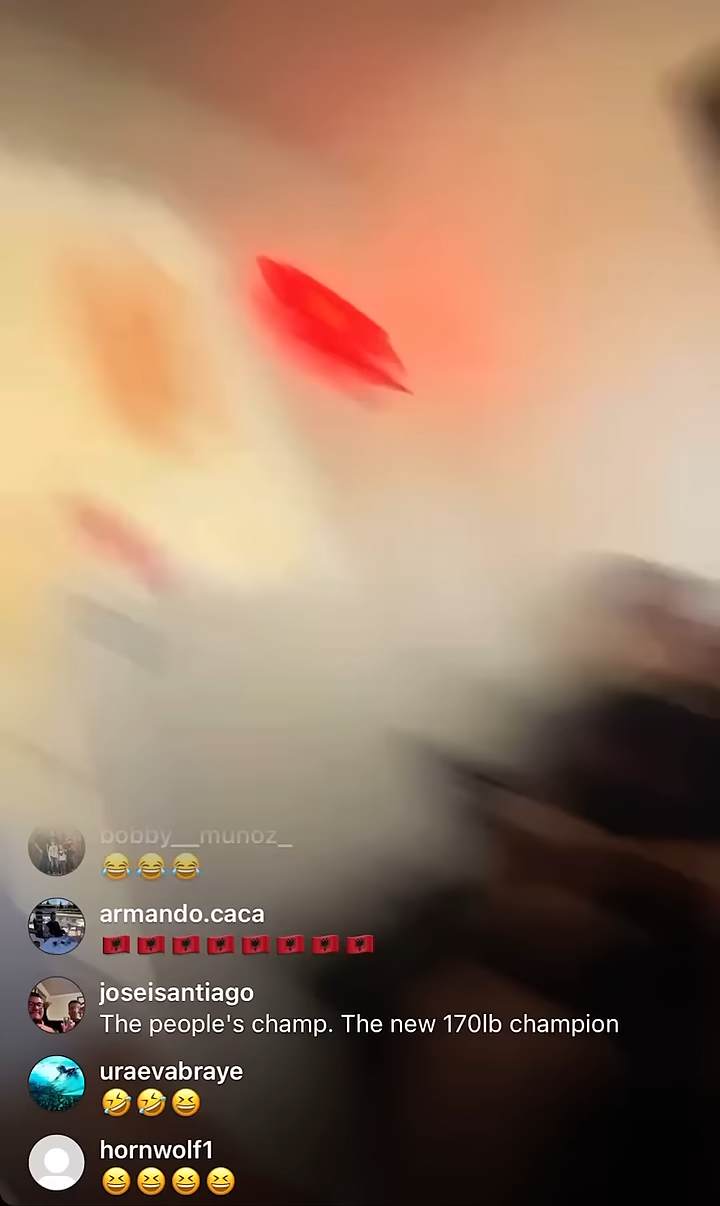 bobby__munoz_
😂😂😂
armando.caca
🇦🇱🇦🇱🇦🇱🇦🇱🇦🇱🇦🇱🇦🇱🇦🇱
joseisantiago
The people's champ. The new 170lb champion
uraevabraye
🤣🤣😆
hornwolf1
😆😆😆😆